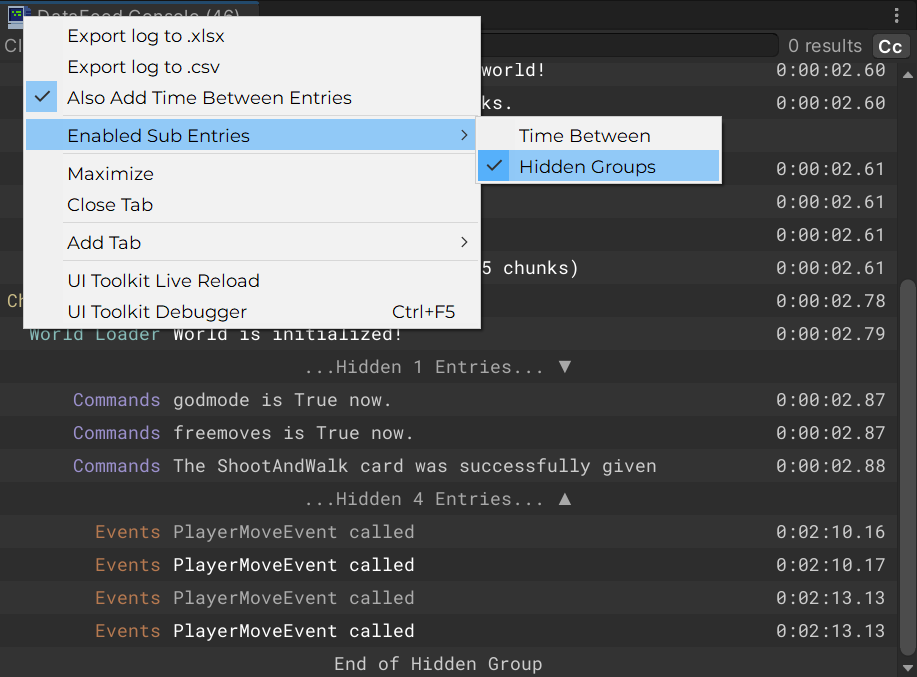 DataFeed Console (46)
Export log to .xlsx
Cl
0 results
Cc
Export log to .csv
world!
0:00:02.60
Also Add Time Between Entries
ks.
0:00:02.60
Enabled Sub Entries
Time Between
Hidden Groups
0:00:02.61
Maximize
Close Tab
0:00:02.61
Add Tab
0:00:02.61
UI Toolkit Live Reload
5 chunks)
0:00:02.61
Ch
UI Toolkit Debugger Ctrl+F5
0:00:02.78
World Loader World is initialized! 0:00:02.79
...Hidden 1 Entries... ▼
Commands godmode is True now. 0:00:02.87
Commands freemoves is True now. 0:00:02.87
Commands The ShootAndWalk card was successfully given 0:00:02.88
...Hidden 4 Entries... ▲
Events PlayerMoveEvent called 0:02:10.16
Events PlayerMoveEvent called 0:02:10.17
Events PlayerMoveEvent called 0:02:13.13
Events PlayerMoveEvent called 0:02:13.13
End of Hidden Group